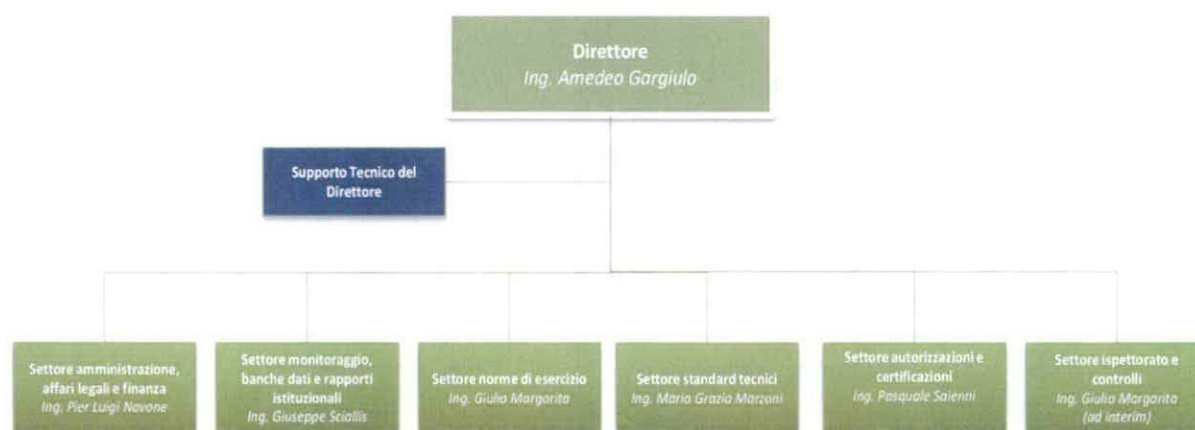 Direttore
Ing. Amedeo Gargiulo
Supporto Tecnico del
Direttore
Settore amministrazione,
affari legali e finanza
Ing. Pier Luigi Navone
Settore monitoraggio,
banche dati e rapporti
istituzionali
Ing. Giuseppe Sciallis
Settore norme di esercizio
Ing. Giulio Margarita
Settore standard tecnici
Ing. Maria Grazia Marzoni
Settore autorizzazioni e
certificazioni
Ing. Pasquale Saienni
Settore ispettorato e
controlli
Ing. Giulio Margarita
(ad interim)